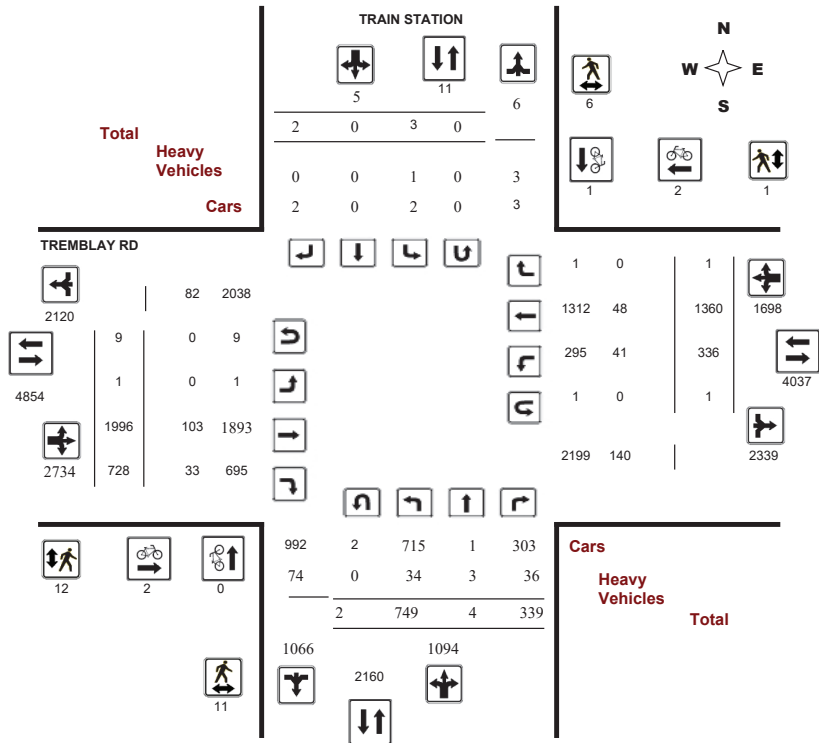 TRAIN STATION
N
W E
S
5 11 6
6
2 0 3 0
Total
Heavy
Vehicles
0 0 1 0 3
Cars 2 0 2 0 3
1 2 1
TREMBLAY RD
82 2038
2120
9 0 9
4854
1 0 1
1996 103 1893
2734 728 33 695
1 0 1
1312 48 1360 1698
295 41 336
4037
1 0 1
2199 140 2339
992 2 715 1 303
74 0 34 3 36
2 749 4 339
Cars
Heavy
Vehicles
Total
12 2 0
1066 1094
2160
11